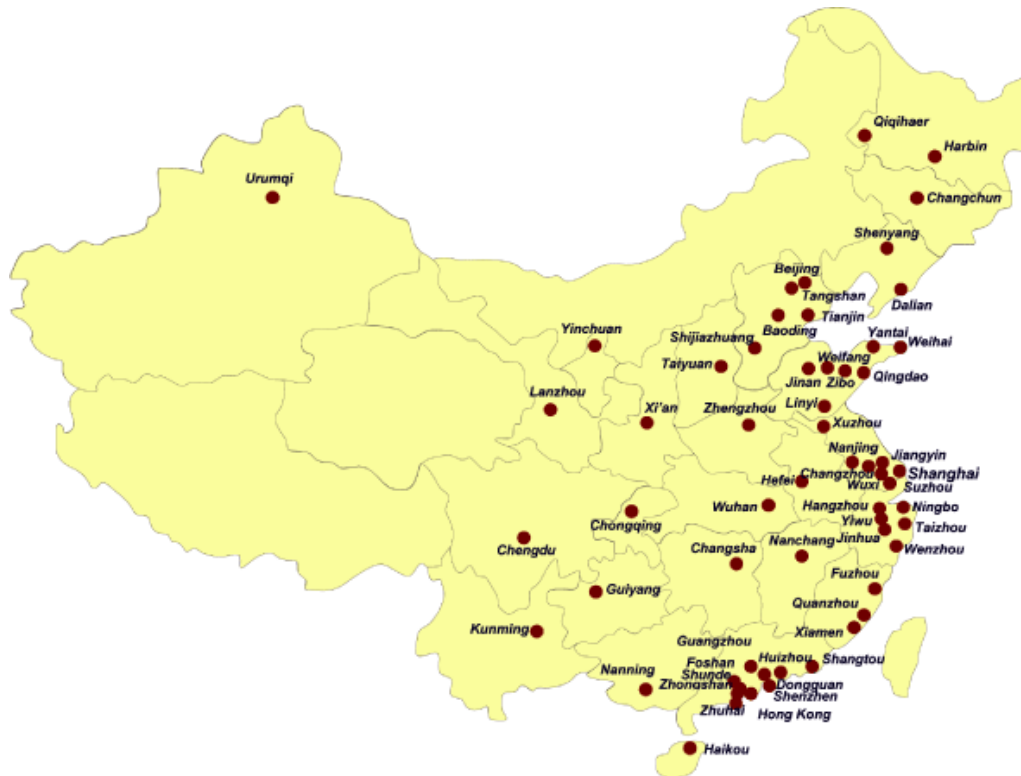 Qiqihaer
Harbin
Urumqi
Changchun
Shenyang
Beijing
Tangshan
Dalian
Tianjin
Yinchuan
Baoding
Yantai
Weihai
Shijiazhuang
Taiyuan
Weifang
Jinan
Zibo
Qingdao
Lanzhou
Linyi
Xi'an
Zhengzhou
Xuzhou
Nanjing
Jiangyin
Changzhou
Shanghai
Hefei
Wuxi
Suzhou
Wuhan
Hangzhou
Ningbo
Chongqing
Yiwu
Taizhou
Jinhua
Chengdu
Changsha
Nanchang
Wenzhou
Fuzhou
Guiyang
Quanzhou
Kunming
Xiamen
Guangzhou
Nanning
Foshan
Huizhou
Shangtou
Shunde
Zhongshan
Dongguan
Shenzhen
Zhuhai
Hong Kong
Haikou